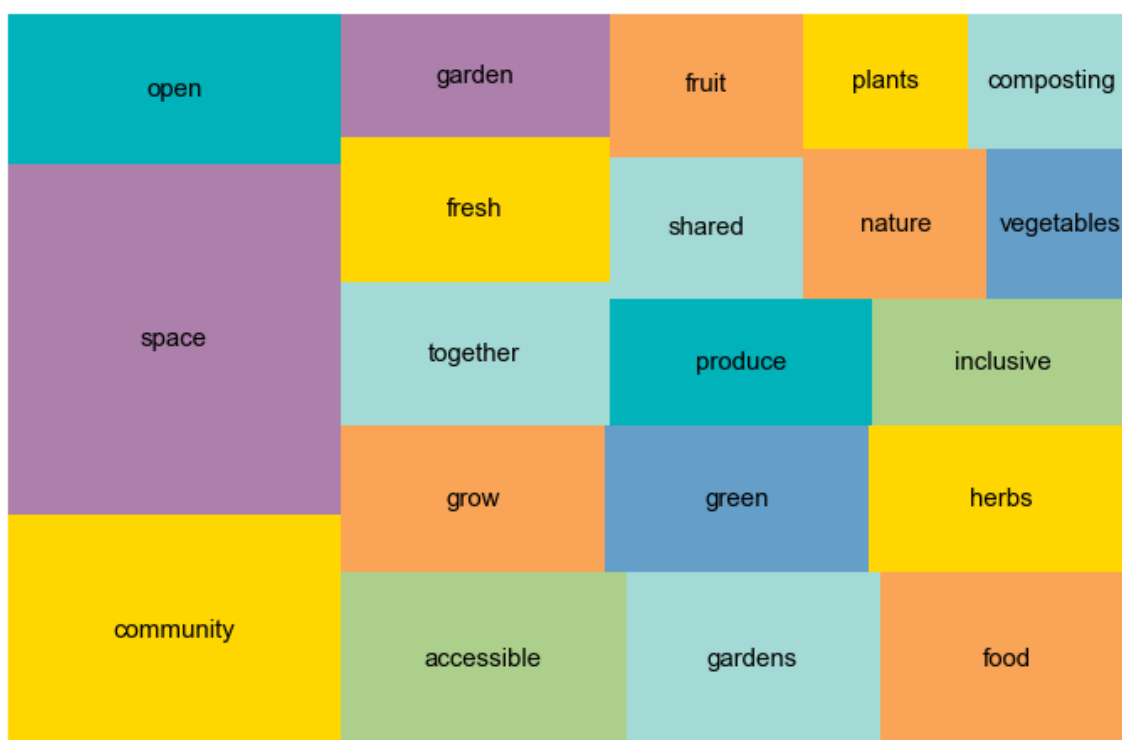 open
space
community
garden
fresh
together
grow
accessible
fruit
shared
plants
composting
nature
vegetables
produce
inclusive
green
herbs
gardens
food